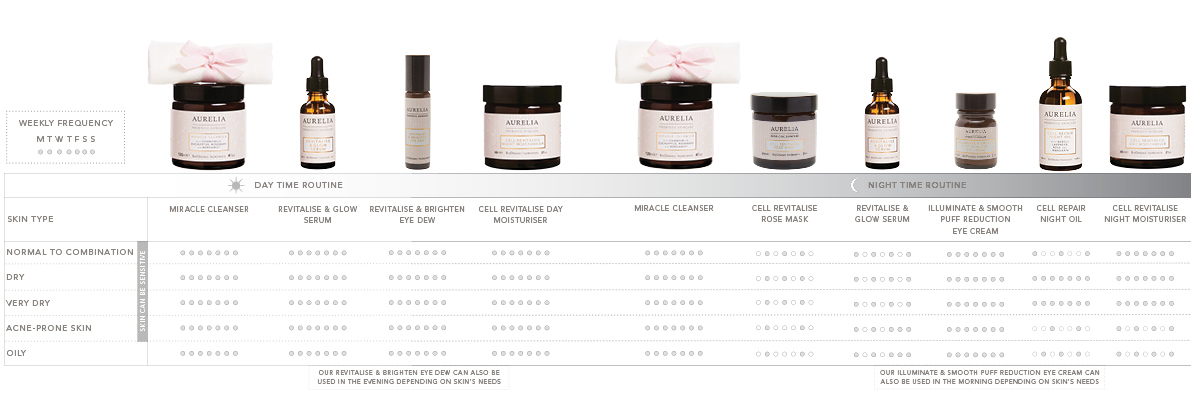 AURELIA
AURELIA
AURELIA
AURELIA
AURELIA
AURELIA
AURELIA
AURELIA
AURELIA
AURELIA
WEEKLY FREQUENCY
M T W T F S S
DAY TIME ROUTINE
NIGHT TIME ROUTINE
SKIN TYPE
MIRACLE CLEANSER
REVITALISE & GLOW
SERUM
REVITALISE & BRIGHTEN
EYE DEW
CELL REVITALISE DAY
MOISTURISER
MIRACLE CLEANSER
CELL REVITALISE
ROSE MASK
REVITALISE &
GLOW SERUM
ILLUMINATE & SMOOTH
PUFF REDUCTION
EYE CREAM
CELL REPAIR
NIGHT OIL
CELL REVITALISE
NIGHT MOISTURISER
NORMAL TO COMBINATION
DRY
VERY DRY
ACNE-PRONE SKIN
OILY
SKIN CAN BE SENSITIVE
OUR REVITALISE & BRIGHTEN EYE DEW CAN ALSO BE
USED IN THE EVENING DEPENDING ON SKIN'S NEEDS
OUR ILLUMINATE & SMOOTH PUFF REDUCTION EYE CREAM CAN
ALSO BE USED IN THE MORNING DEPENDING ON SKIN'S NEEDS